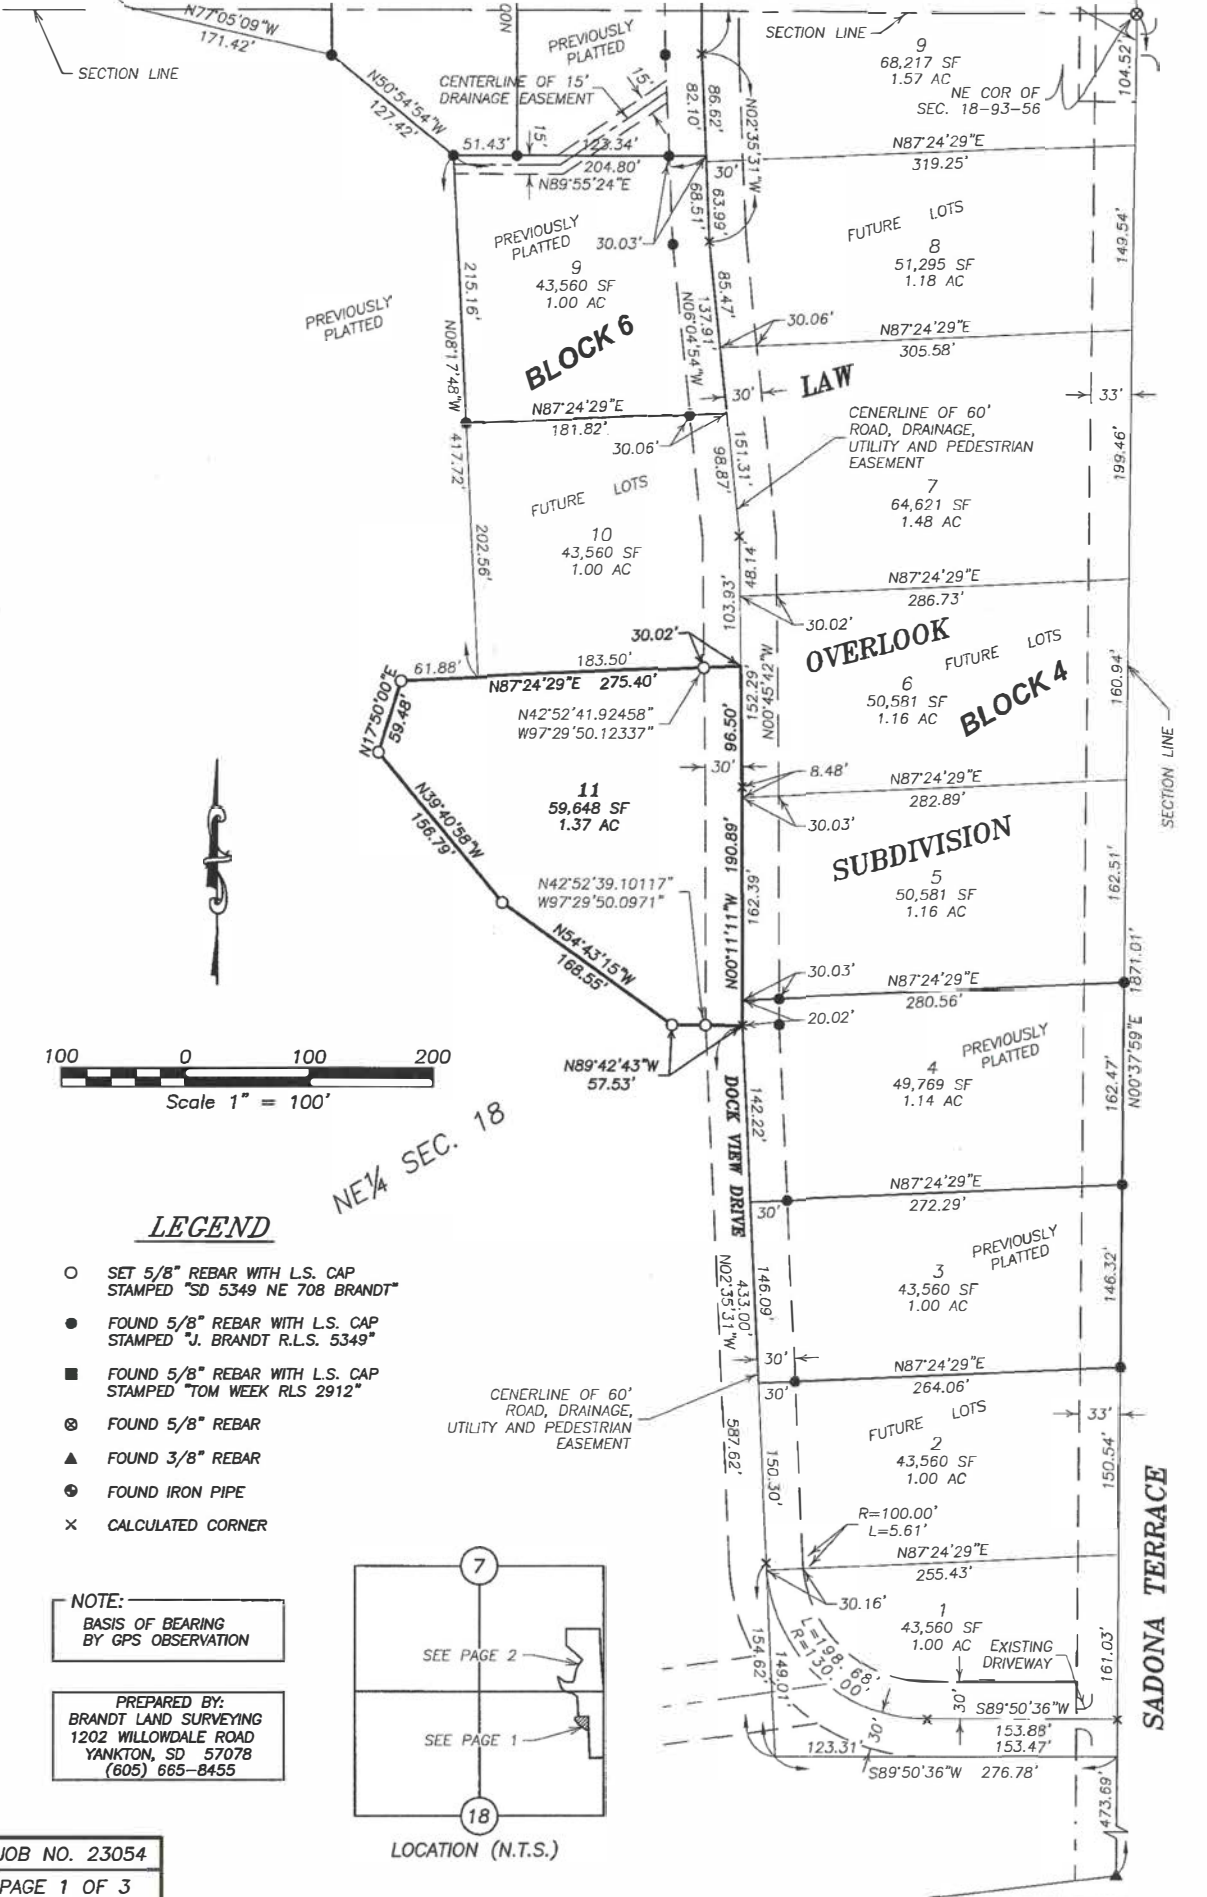 N77°05'09"W
171.42'
SECTION LINE
N50°54'54"W
127.42'
PREVIOUSLY
PLATTED
CENTERLINE OF 15'
DRAINAGE EASEMENT
15'
15'
51.43'
123.34'
204.80'
N89°55'24"E
86.62'
82.10'
N02°35'31"W
30'
63.99'
68.51'
SECTION LINE
9
68,217 SF
1.57 AC
NE COR OF
SEC. 18-93-56
104.52'
N87°24'29"E
319.25'
PREVIOUSLY
PLATTED
30.03'
9
43,560 SF
1.00 AC
BLOCK 6
215.16'
N08°17'48"W
417.72'
PREVIOUSLY
PLATTED
85.47'
137.91'
N06°04'54"W
30.06'
FUTURE LOTS
8
51,295 SF
1.18 AC
149.54'
N87°24'29"E
305.58'
30'
LAW
33'
N87°24'29"E
181.82'
30.06'
151.31'
98.87'
CENERLINE OF 60'
ROAD, DRAINAGE,
UTILITY AND PEDESTRIAN
EASEMENT
199.46'
7
64,621 SF
1.48 AC
FUTURE LOTS
10
43,560 SF
1.00 AC
202.56'
48.14'
103.93'
N87°24'29"E
286.73'
30.02'
30.02'
OVERLOOK
FUTURE LOTS
BLOCK 4
6
50,581 SF
1.16 AC
160.94'
SECTION LINE
61.88'
183.50'
N87°24'29"E 275.40'
N17°50'00"E
59.48'
N42°52'41.92458"
W97°29'50.12337"
152.29'
N00°45'42"W
96.50'
30'
8.48'
N87°24'29"E
282.89'
30.03'
11
59,648 SF
1.37 AC
N39°40'58"W
156.79'
SUBDIVISION
5
50,581 SF
1.16 AC
162.51'
N42°52'39.10117"
W97°29'50.0971"
N00°11'11"W 190.89'
162.39'
N54°43'15"W
168.55'
30.03'
N87°24'29"E
280.56'
20.02'
1871.01'
N00°37'59"E
N89°42'43"W
57.53'
PREVIOUSLY
PLATTED
4
49,769 SF
1.14 AC
162.47'
100 0 100 200
Scale 1" = 100'
NE¼ SEC. 18
DOCK VIEW DRIVE
142.22'
N87°24'29"E
272.29'
30'
PREVIOUSLY
PLATTED
3
43,560 SF
1.00 AC
146.32'
146.09'
433.00'
N02°35'31"W
30'
30'
N87°24'29"E
264.06'
LEGEND
SET 5/8" REBAR WITH L.S. CAP
STAMPED "SD 5349 NE 708 BRANDT"
FOUND 5/8" REBAR WITH L.S. CAP
STAMPED "J. BRANDT R.L.S. 5349"
FOUND 5/8" REBAR WITH L.S. CAP
STAMPED "TOM WEEK RLS 2912"
FOUND 5/8" REBAR
FOUND 3/8" REBAR
FOUND IRON PIPE
CALCULATED CORNER
CENERLINE OF 60'
ROAD, DRAINAGE,
UTILITY AND PEDESTRIAN
EASEMENT
587.62'
150.30'
FUTURE LOTS
2
43,560 SF
1.00 AC
33'
150.54'
R=100.00'
L=5.61'
N87°24'29"E
255.43'
30.16'
SADONA TERRACE
1
43,560 SF
1.00 AC
EXISTING
DRIVEWAY
161.03'
L=198.68'
R=130.00'
154.62'
149.01'
30'
30'
S89°50'36"W
153.88'
153.47'
123.31'
S89°50'36"W 276.78'
473.69'
NOTE:
BASIS OF BEARING
BY GPS OBSERVATION
PREPARED BY:
BRANDT LAND SURVEYING
1202 WILLOWDALE ROAD
YANKTON, SD 57078
(605) 665-8455
7
SEE PAGE 2
SEE PAGE 1
18
LOCATION (N.T.S.)
JOB NO. 23054
PAGE 1 OF 3